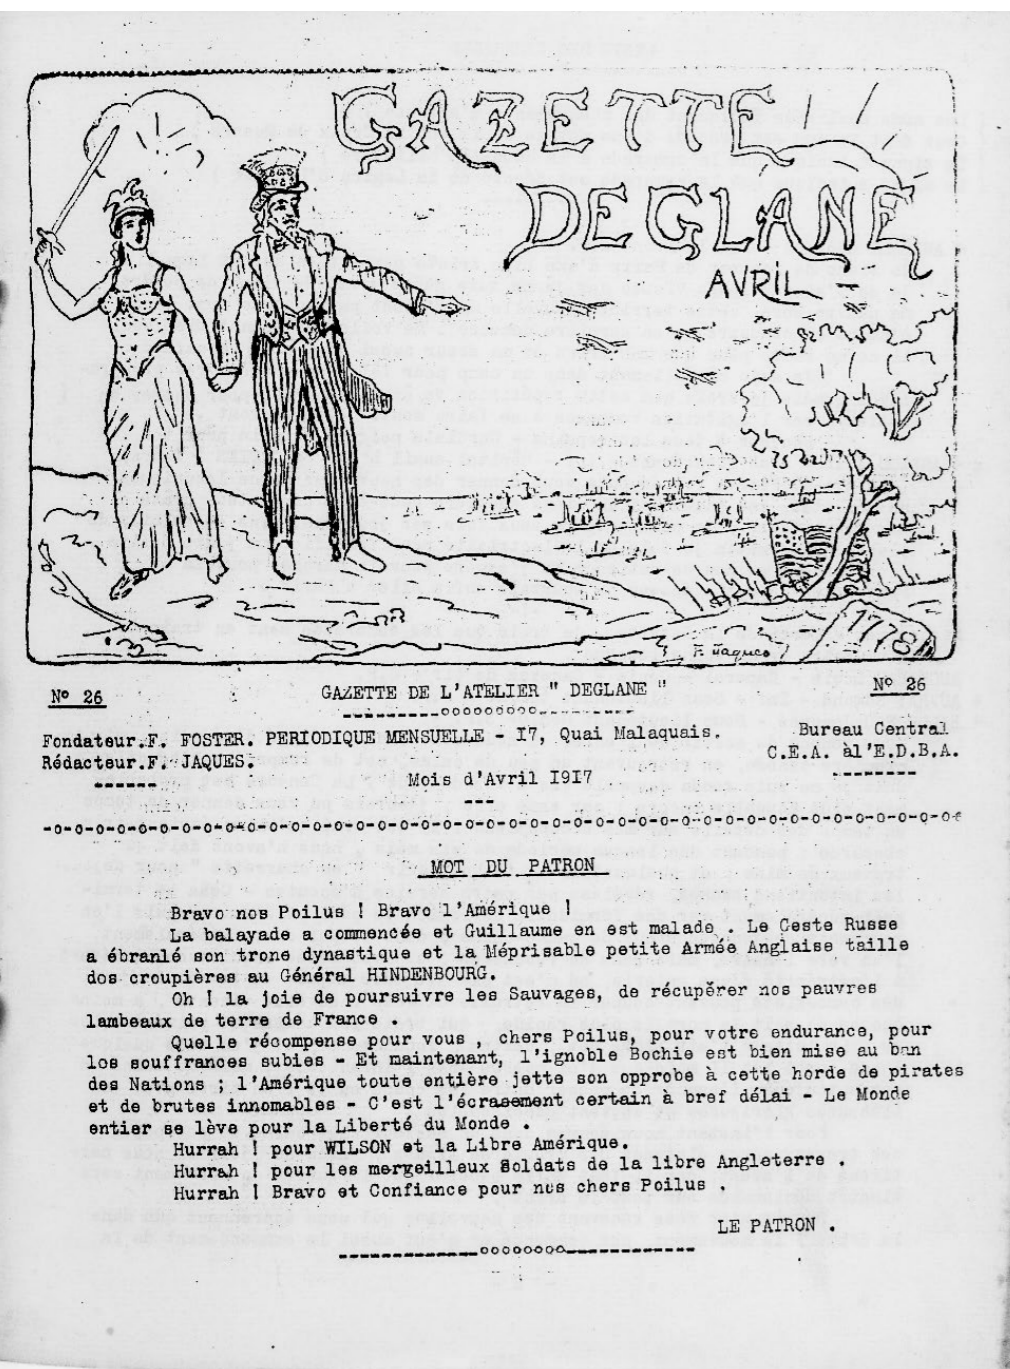 GAZETTE
DEGLANE
AVRIL
1778
F. Jaques
N° 26
GAZETTE DE L'ATELIER " DEGLANE "
N° 26
---------ooooooooo---------
Fondateur.F. FOSTER. PERIODIQUE MENSUELLE - I7, Quai Malaquais.
Bureau Central
Rédacteur.F. JAQUES.
C.E.A. àl'E.D.B.A.
Mois d'Avril I9I7
-o-o-o-o-o-o-o-o-o-o-o-o-o-o-o-o-o-o-o-o-o-o-o-o-o-o-o-o-o-o-o-o-o-o-o-o-o-o-o-o-o-o-o
MOT DU PATRON
Bravo nos Poilus ! Bravo l'Amérique !
La balayade a commencée et Guillaume en est malade . Le Geste Russe
a ébranlé son trone dynastique et la Méprisable petite Armée Anglaise taille
des croupières au Général HINDENBOURG.
Oh ! la joie de poursuivre les Sauvages, de récupérer nos pauvres
lambeaux de terre de France .
Quelle récompense pour vous , chers Poilus, pour votre endurance, pour
les souffrances subies - Et maintenant, l'ignoble Bochie est bien mise au ban
des Nations ; l'Amérique toute entière jette son opprobe à cette horde de pirates
et de brutes innomables - C'est l'écrasement certain à bref délai - Le Monde
entier se lève pour la Liberté du Monde .
Hurrah ! pour WILSON et la Libre Amérique.
Hurrah ! pour les mergeilleux Soldats de la libre Angleterre .
Hurrah ! Bravo et Confiance pour nos chers Poilus .
LE PATRON .
-----------oooooooo-----------